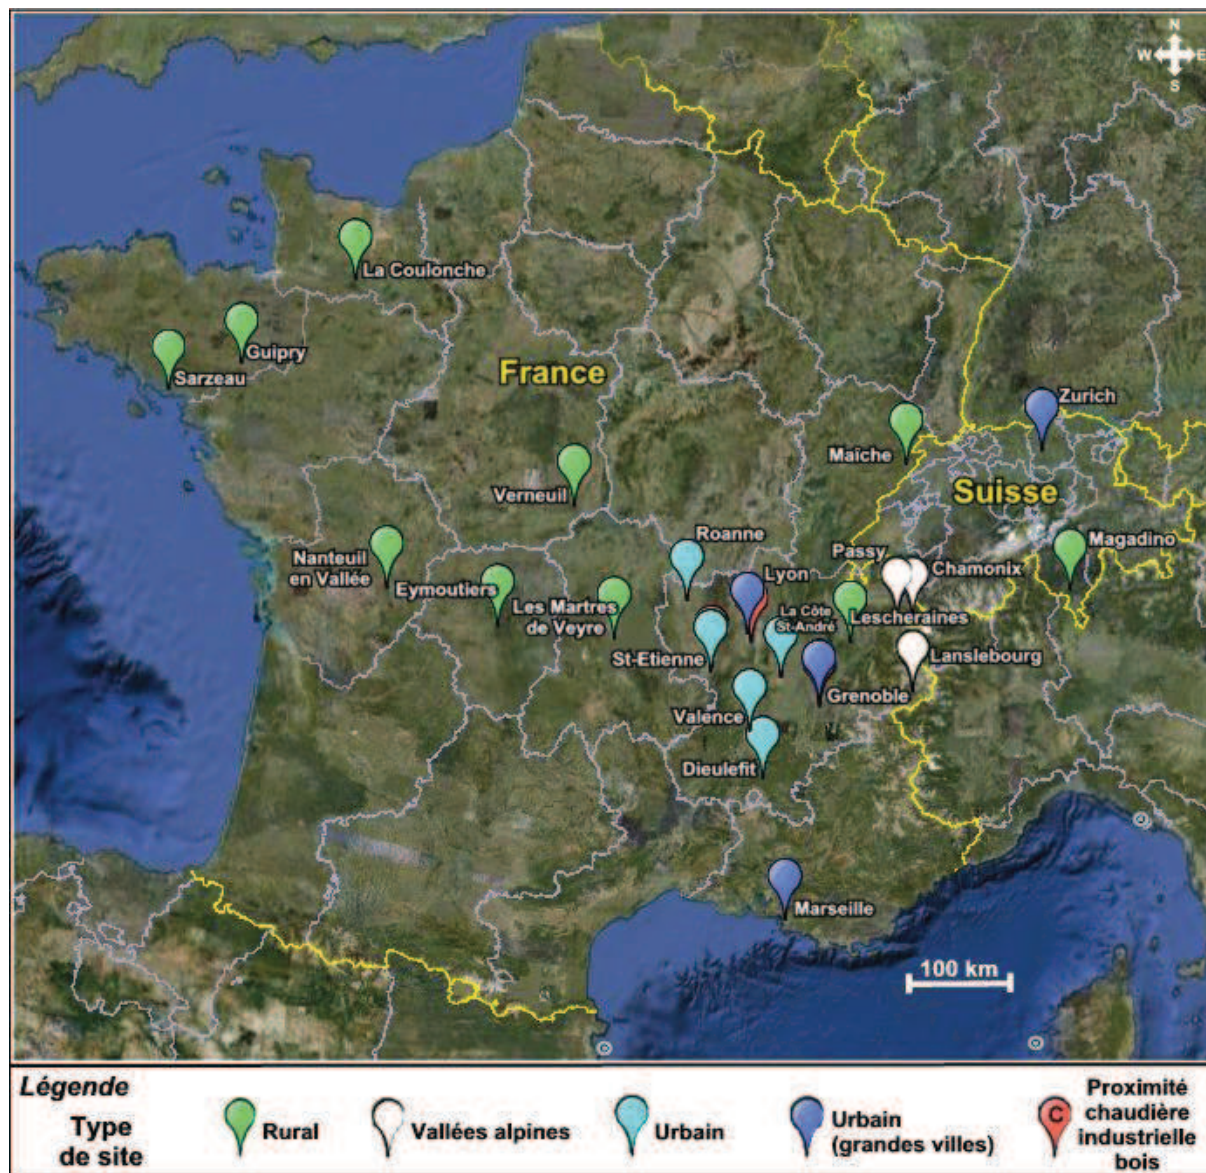 N
W E
S
La Coulonche
Guipry
Sarzeau
France
Zurich
Maîche
Verneuil
Suisse
Roanne
Magadino
Nanteuil
en Vallée
Passy
Lyon
Chamonix
Eymoutiers
Les Martres
de Veyre
La Côte
St-André
Lescheraines
St-Etienne
Lanslebourg
Grenoble
Valence
Dieulefit
Marseille
100 km
Légende
Type
de site
Rural
Vallées alpines
Urbain
Urbain
(grandes villes)
C
Proximité
chaudière
industrielle
bois